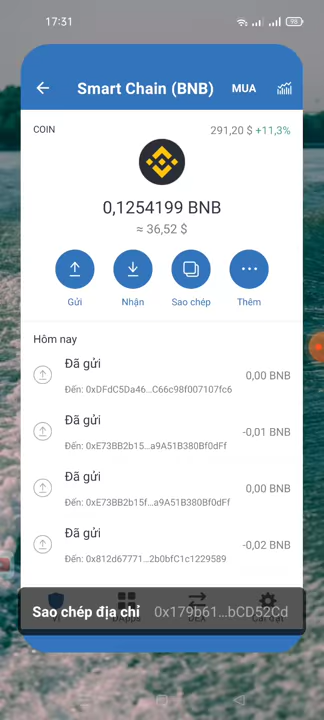 17:31
Smart Chain (BNB)
MUA
COIN
291,20 $ +11,3%
0,1254199 BNB
≈ 36,52 $
Gửi
Nhận
Sao chép
Thêm
Hôm nay
Đã gửi
0,00 BNB
Đến: 0xDFdC5Da46...C66c98f007107fc6
Đã gửi
-0,01 BNB
Đến: 0xE73BB2b15...a9A51B380Bf0dFf
Đã gửi
0,00 BNB
Đến: 0xE73BB2b15f...a9A51B380Bf0dFf
Đã gửi
-0,02 BNB
Đến: 0x812d67771...2b0bfC1c1229589
Sao chép địa chỉ 0x179b61...bCD52Cd